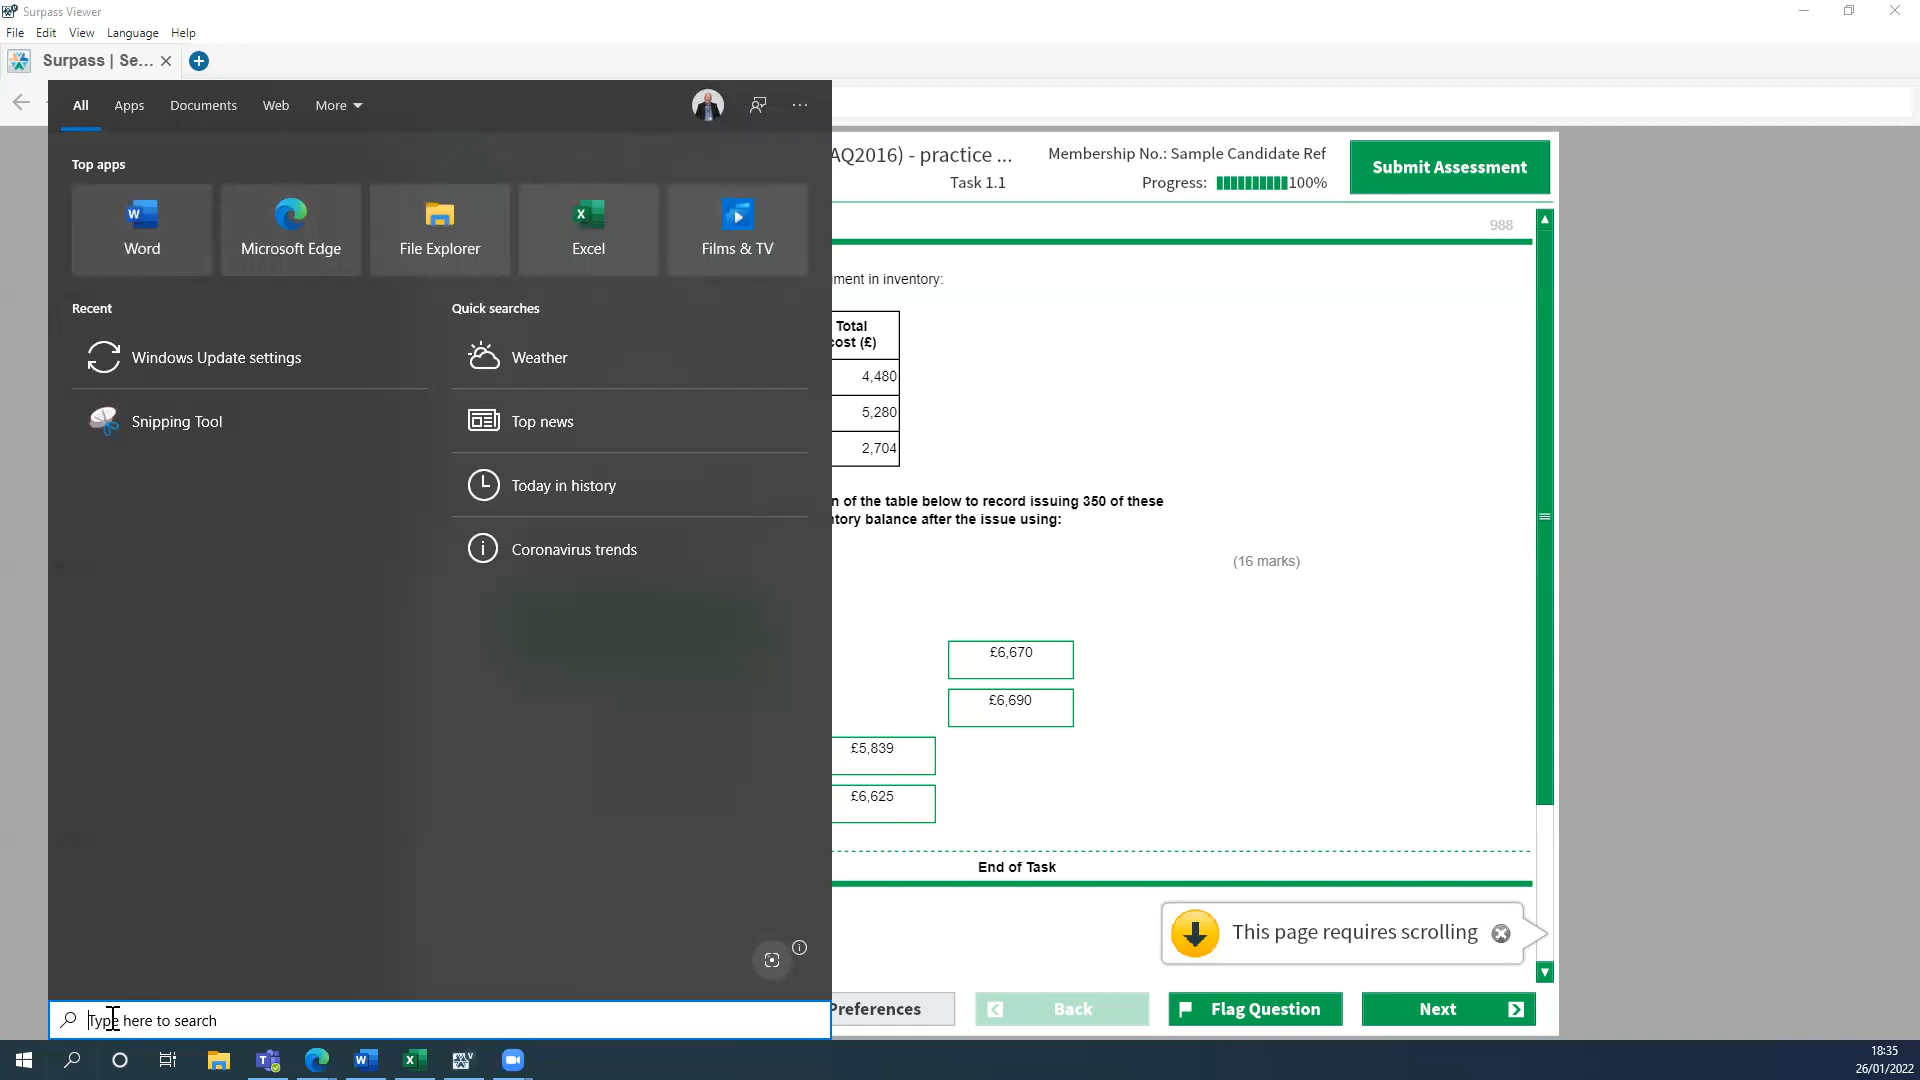 Surpass Viewer
File Edit View Language Help
Surpass | Se...
All Apps Documents Web More
Top apps
Word Microsoft Edge File Explorer Excel Films & TV
Recent
Windows Update settings
Snipping Tool
Quick searches
Weather
Top news
Today in history
Coronavirus trends
Type here to search
AQ2016) - practice ...
Task 1.1
Membership No.: Sample Candidate Ref
Progress: 100%
Submit Assessment
988
ment in inventory:
Total
cost (£)
4,480
5,280
2,704
n of the table below to record issuing 350 of these
tory balance after the issue using:
(16 marks)
£6,670
£6,690
£5,839
£6,625
End of Task
This page requires scrolling
Preferences Back Flag Question Next
18:35
26/01/2022